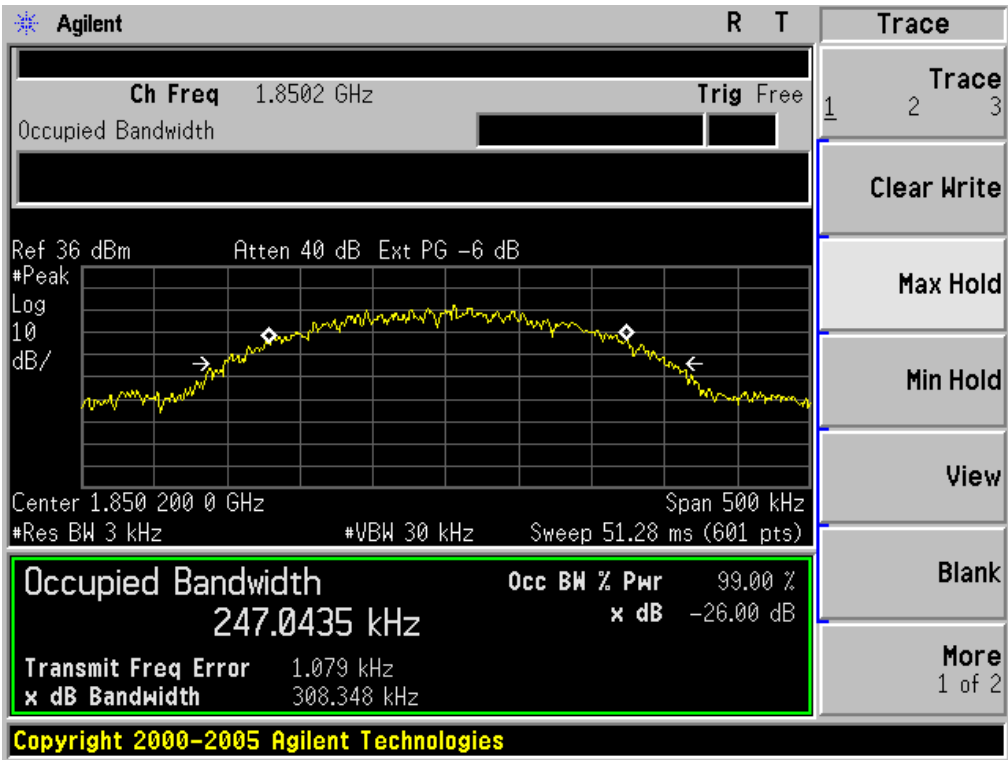 Agilent R T
Ch Freq 1.8502 GHz Trig Free
Occupied Bandwidth
Ref 36 dBm Atten 40 dB Ext PG -6 dB
#Peak
Log
10
dB/
Center 1.850 200 0 GHz Span 500 kHz
#Res BW 3 kHz #VBW 30 kHz Sweep 51.28 ms (601 pts)
Occupied Bandwidth Occ BW % Pwr 99.00 %
247.0435 kHz x dB -26.00 dB
Transmit Freq Error 1.079 kHz
x dB Bandwidth 308.348 kHz
Copyright 2000-2005 Agilent Technologies
Trace
Trace
1 2 3
Clear Write
Max Hold
Min Hold
View
Blank
More
1 of 2